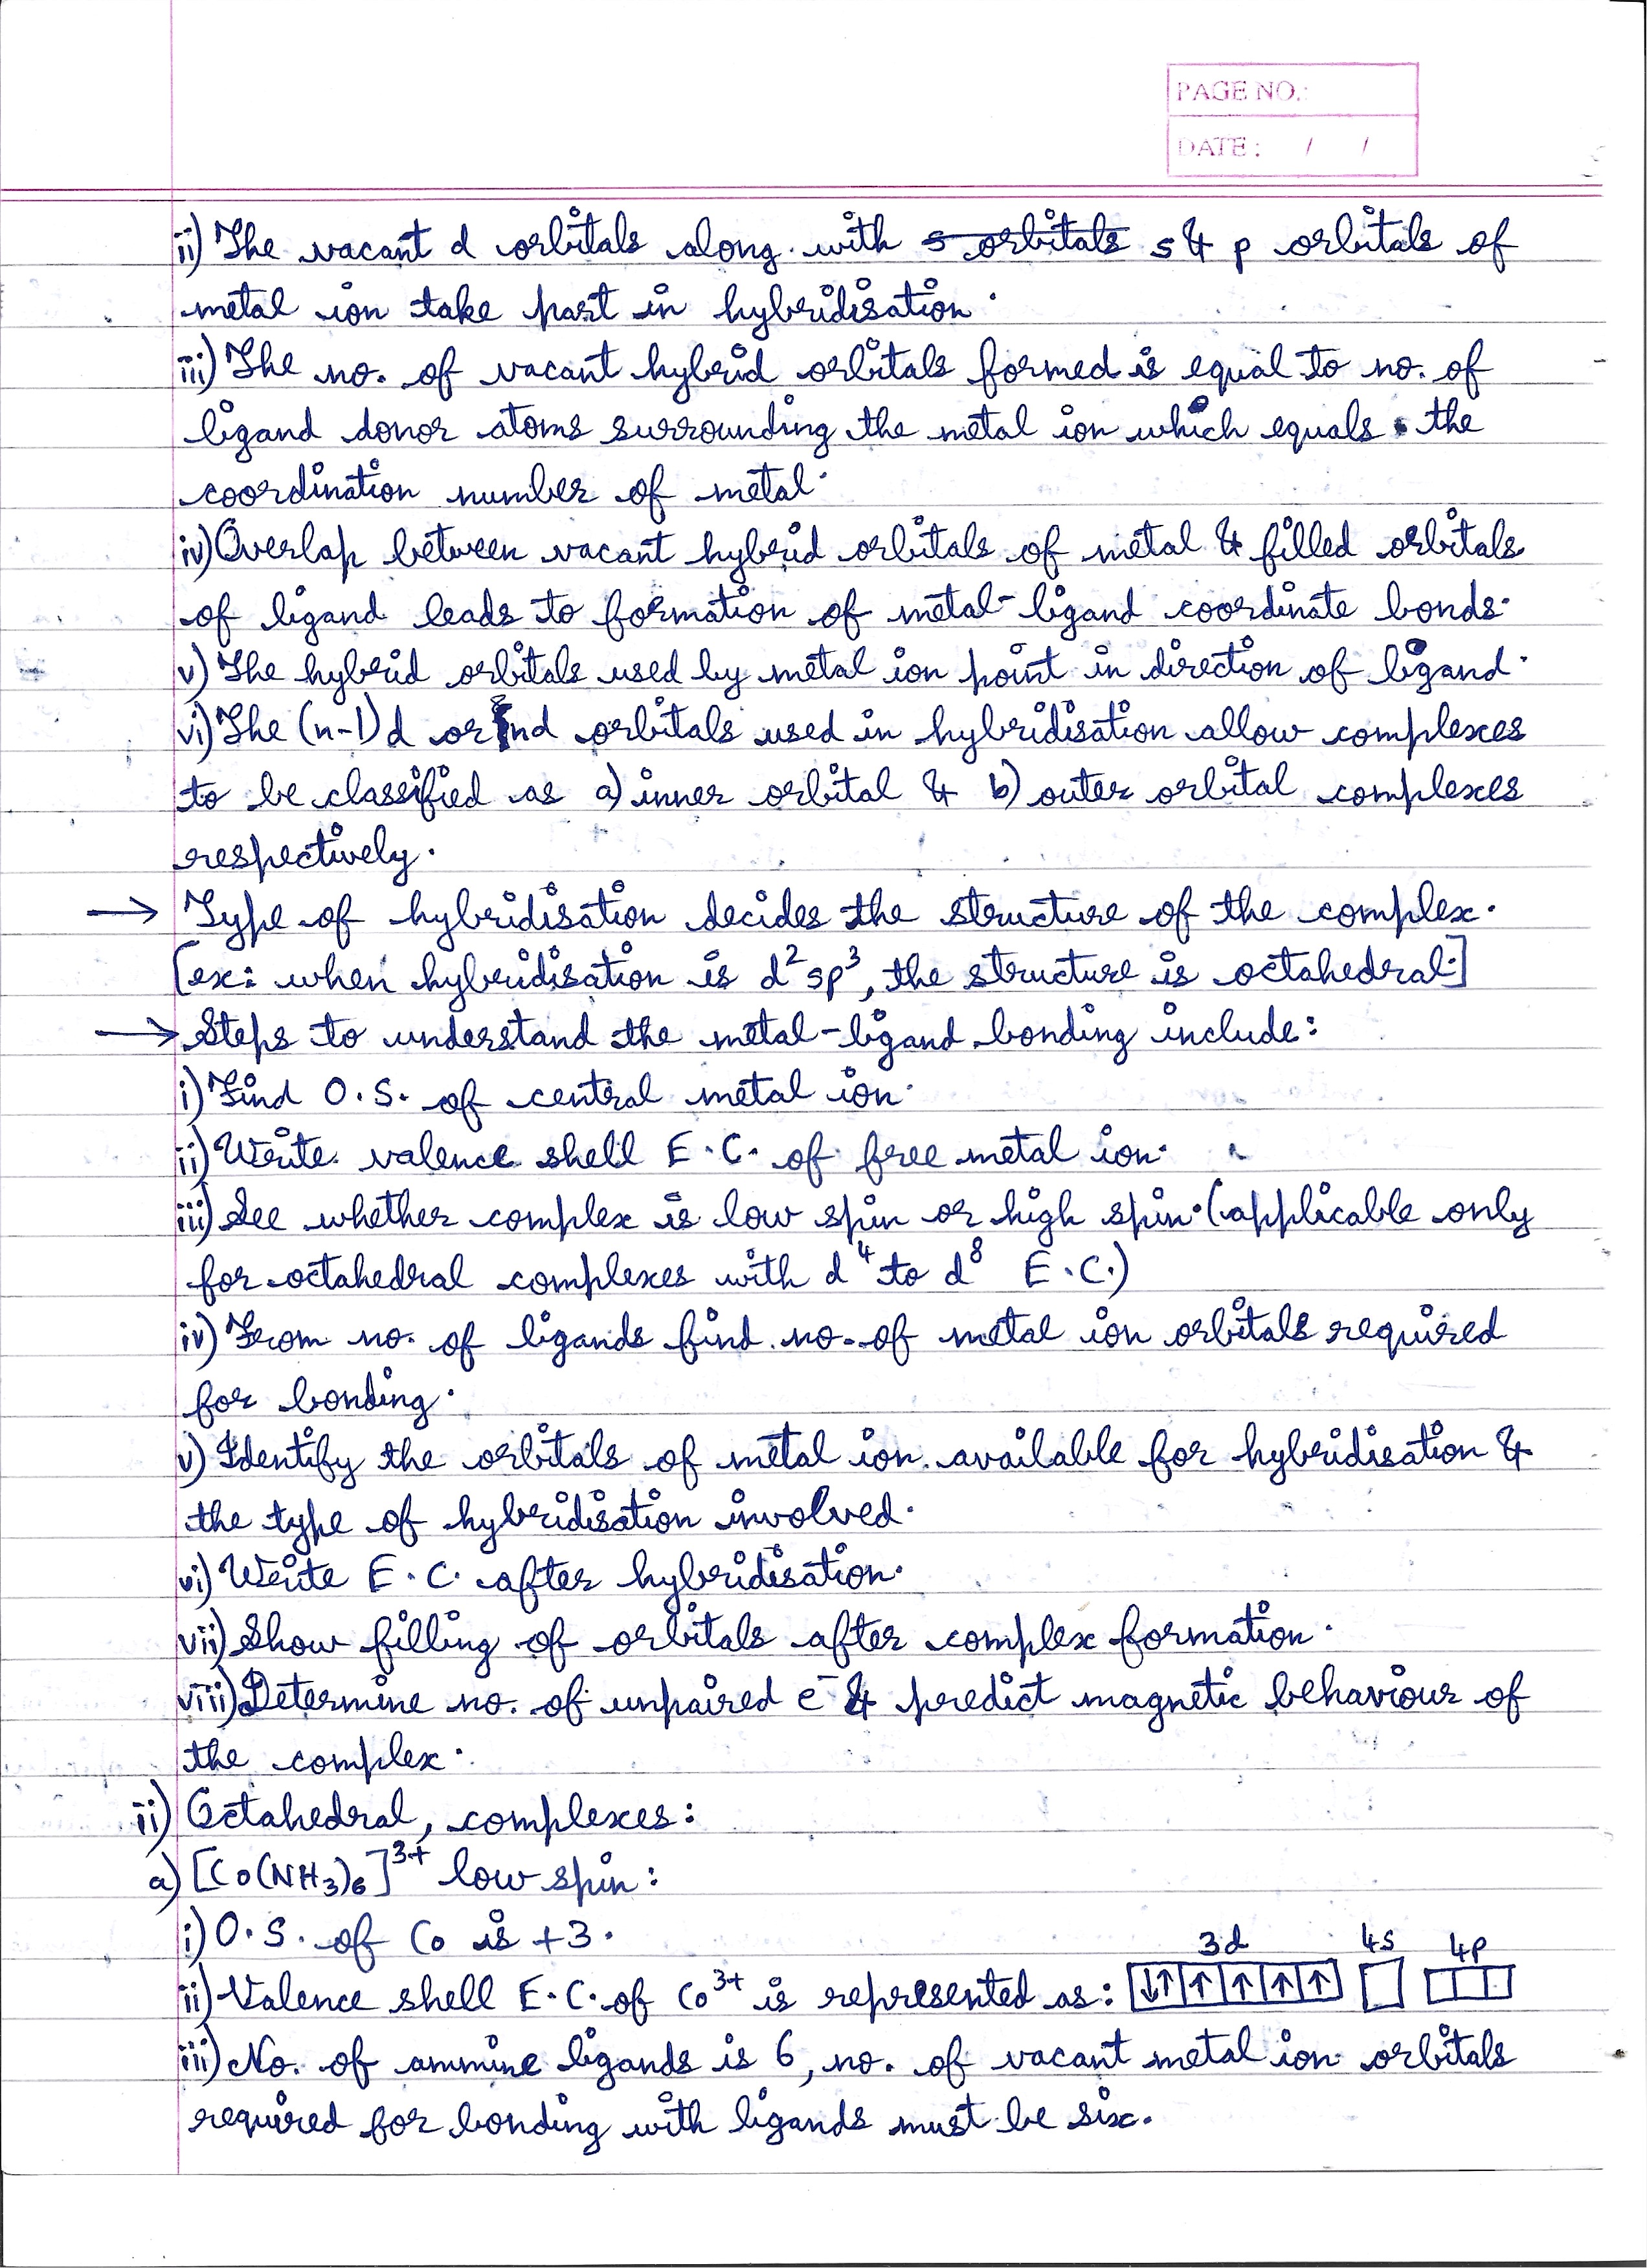 PAGE NO.:
DATE: / /
ii) The vacant d orbitals along with s orbitals s & p orbitals of
metal ion take part in hybridisation.
iii) The no. of vacant hybrid orbitals formed is equal to no. of
ligand donor atoms surrounding the metal ion which equals the
coordination number of metal.
iv) Overlap between vacant hybrid orbitals of metal & filled orbitals
of ligand leads to formation of metal-ligand coordinate bonds.
v) The hybrid orbitals used by metal ion point in direction of ligand.
vi) The (n-1)d or nd orbitals used in hybridisation allow complexes
to be classified as a) inner orbital & b) outer orbital complexes
respectively.
→ Type of hybridisation decides the structure of the complex.
[ex: when hybridisation is d²sp³, the structure is octahedral.]
→ Steps to understand the metal-ligand bonding include:
i) Find O.S. of central metal ion.
ii) Write valence shell E.C. of free metal ion.
iii) See whether complex is low spin or high spin. (applicable only
for octahedral complexes with d⁴ to d⁸ E.C.)
iv) From no. of ligands find no. of metal ion orbitals required
for bonding.
v) Identify the orbitals of metal ion available for hybridisation &
the type of hybridisation involved.
vi) Write E.C. after hybridisation.
vii) Show filling of orbitals after complex formation.
viii) Determine no. of unpaired e⁻ & predict magnetic behaviour of
the complex.
ii) Octahedral, complexes:
a) [Co(NH₃)₆]³⁺ low spin:
i) O.S. of Co is +3.
3d 4s 4p
ii) Valence shell E.C. of Co³⁺ is represented as: ↓↑ ↑ ↑ ↑ ↑
iii) No. of ammine ligands is 6, no. of vacant metal ion orbitals
required for bonding with ligands must be six.